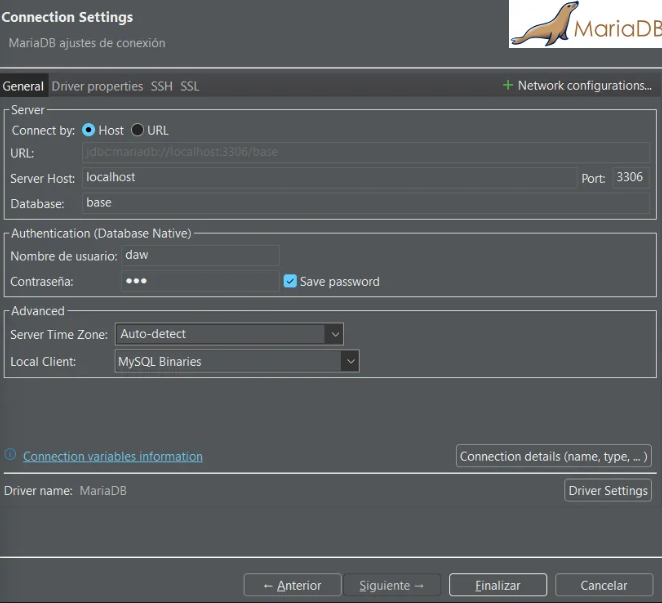 Connection Settings
MariaDB ajustes de conexión
MariaDB
General Driver properties SSH SSL + Network configurations...
Server
Connect by: Host URL
URL: jdbc:mariadb://localhost:3306/base
Server Host: localhost Port: 3306
Database: base
Authentication (Database Native)
Nombre de usuario: daw
Contraseña: ••• Save password
Advanced
Server Time Zone: Auto-detect
Local Client: MySQL Binaries
Connection variables information Connection details (name, type, ... )
Driver name: MariaDB Driver Settings
← Anterior Siguiente → Finalizar Cancelar